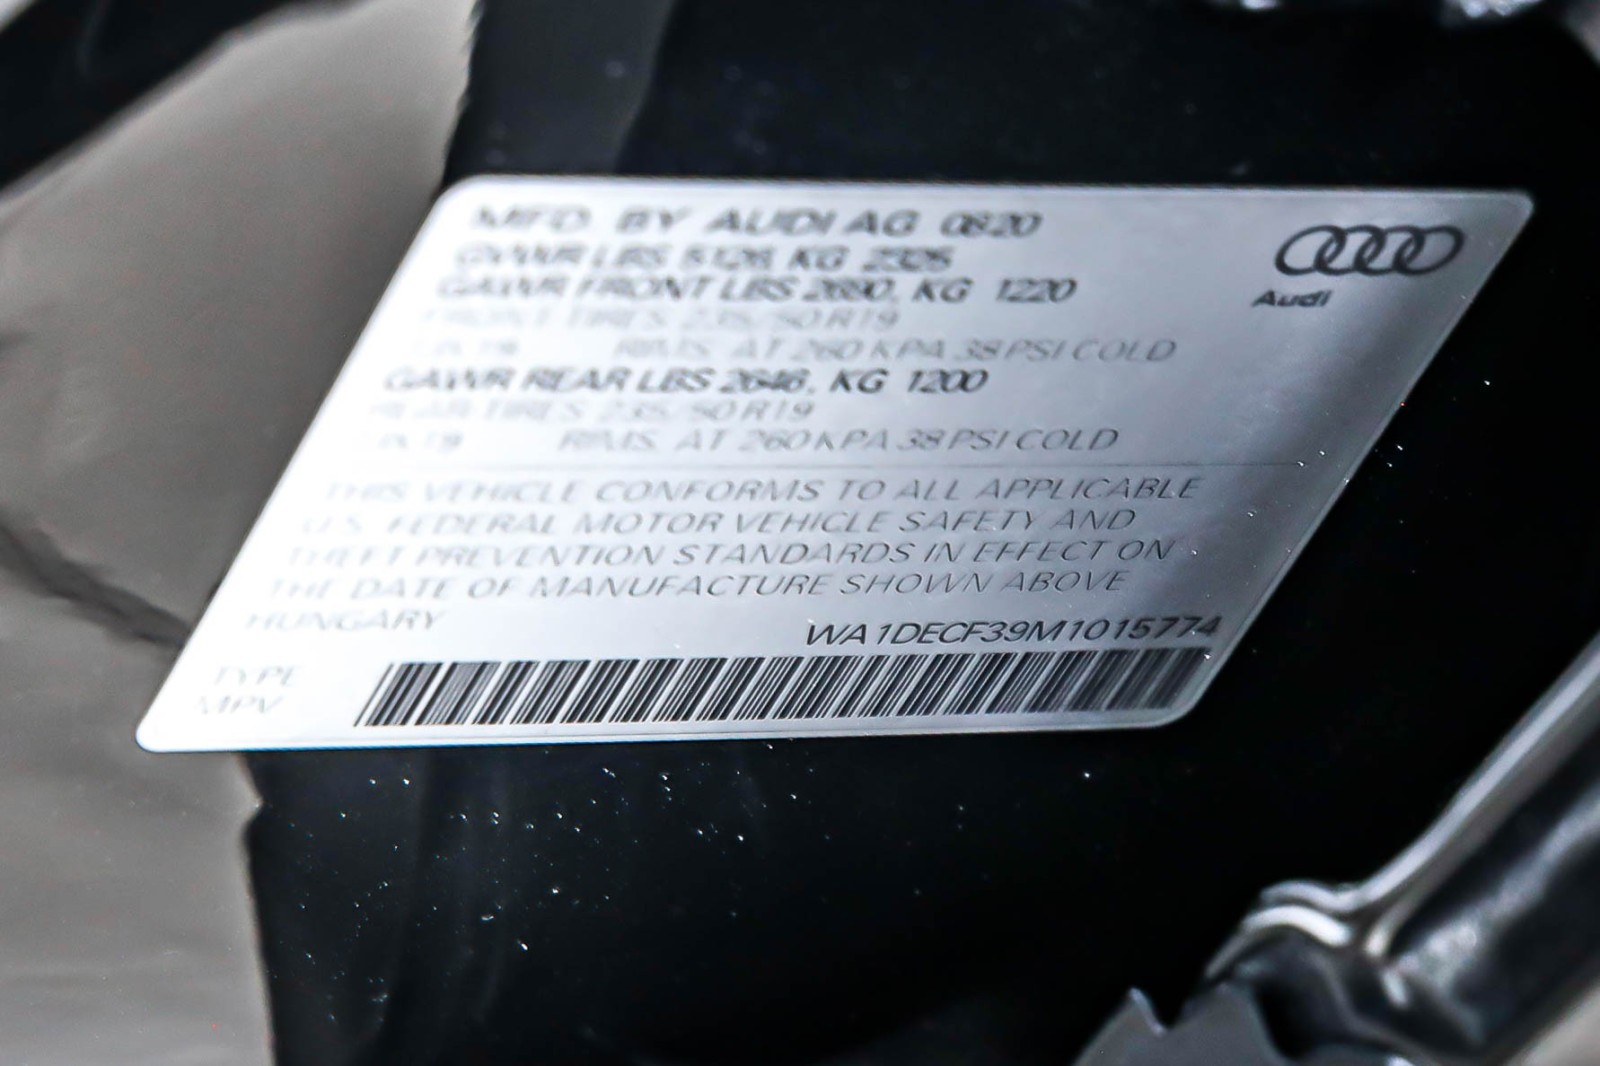 MFD. BY AUDI AG 08/20
GVWR LBS 5126, KG 2325
GAWR FRONT LBS 2690, KG 1220
FRONT TIRES 235/50 R19
RIMS. AT 260 KPA 38 PSI COLD
GAWR REAR LBS 2646, KG 1200
REAR TIRES 235/50 R19
RIMS. AT 260 KPA 38 PSI COLD
THIS VEHICLE CONFORMS TO ALL APPLICABLE
U.S. FEDERAL MOTOR VEHICLE SAFETY AND
THEFT PREVENTION STANDARDS IN EFFECT ON
THE DATE OF MANUFACTURE SHOWN ABOVE
HUNGARY
WA1DECF39M1015774
TYPE
MPV
Audi